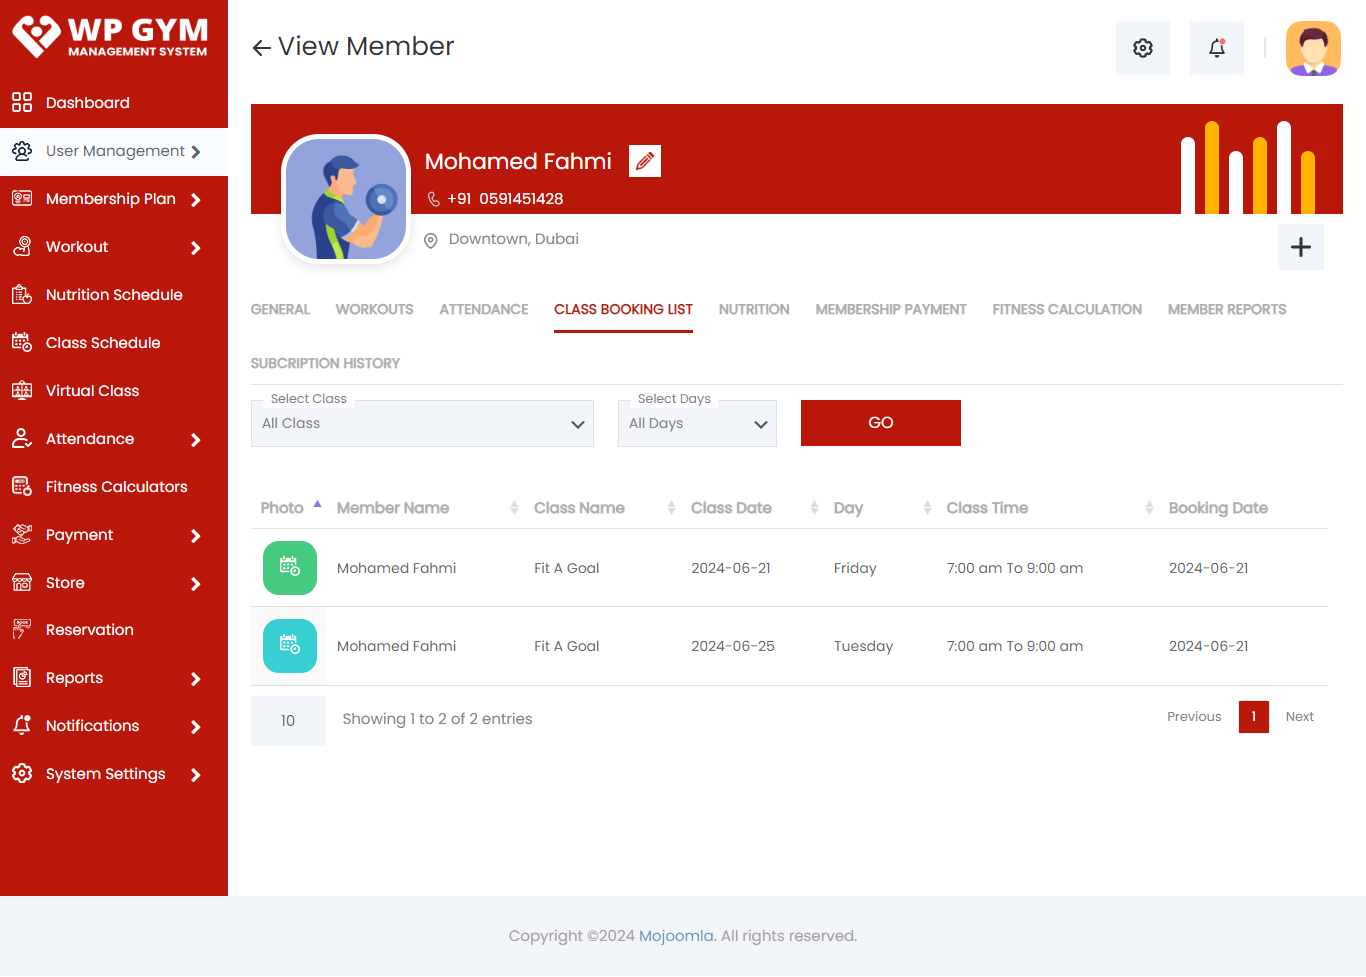 WP GYM
MANAGEMENT SYSTEM
Dashboard
User Management
Membership Plan
Workout
Nutrition Schedule
Class Schedule
Virtual Class
Attendance
Fitness Calculators
Payment
Store
Reservation
Reports
Notifications
System Settings
View Member
Mohamed Fahmi
+91 0591451428
Downtown, Dubai
GENERAL WORKOUTS ATTENDANCE CLASS BOOKING LIST NUTRITION MEMBERSHIP PAYMENT FITNESS CALCULATION MEMBER REPORTS
SUBCRIPTION HISTORY
Select Class Select Days
All Class All Days GO
Photo Member Name Class Name Class Date Day Class Time Booking Date
Mohamed Fahmi Fit A Goal 2024-06-21 Friday 7:00 am To 9:00 am 2024-06-21
Mohamed Fahmi Fit A Goal 2024-06-25 Tuesday 7:00 am To 9:00 am 2024-06-21
10 Showing 1 to 2 of 2 entries Previous 1 Next
Copyright ©2024 Mojoomla. All rights reserved.